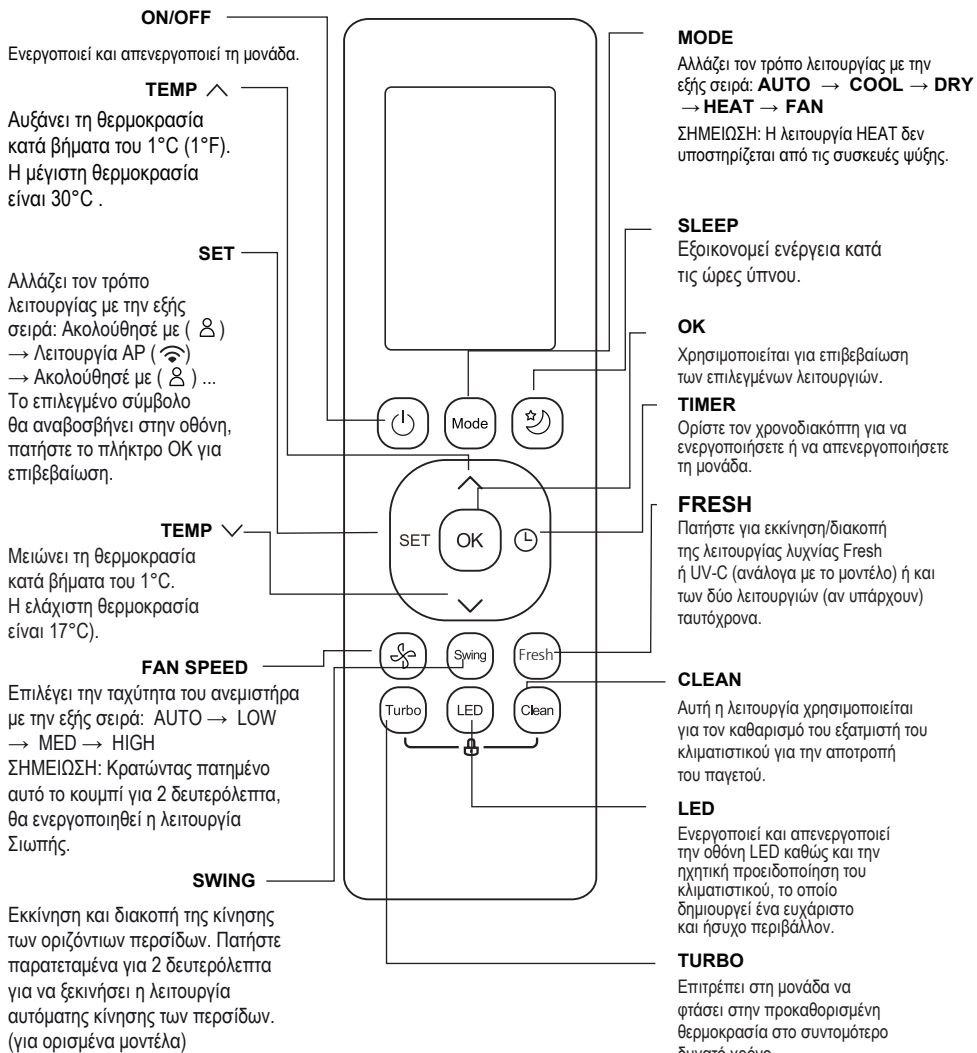 ON/OFF
Ενεργοποιεί και απενεργοποιεί τη μονάδα.
TEMP
Αυξάνει τη θερμοκρασία
κατά βήματα του 1°C (1°F).
Η μέγιστη θερμοκρασία
είναι 30°C .
SET
Αλλάζει τον τρόπο
λειτουργίας με την εξής
σειρά: Ακολούθησέ με ( )
→ Λειτουργία AP ( )
→ Ακολούθησέ με ( ) ...
Το επιλεγμένο σύμβολο
θα αναβοσβήνει στην οθόνη,
πατήστε το πλήκτρο OK για
επιβεβαίωση.
TEMP
Μειώνει τη θερμοκρασία
κατά βήματα του 1°C.
Η ελάχιστη θερμοκρασία
είναι 17°C).
FAN SPEED
Επιλέγει την ταχύτητα του ανεμιστήρα
με την εξής σειρά: AUTO → LOW
→ MED → HIGH
ΣΗΜΕΙΩΣΗ: Κρατώντας πατημένο
αυτό το κουμπί για 2 δευτερόλεπτα,
θα ενεργοποιηθεί η λειτουργία
Σιωπής.
SWING
Εκκίνηση και διακοπή της κίνησης
των οριζόντιων περσίδων. Πατήστε
παρατεταμένα για 2 δευτερόλεπτα
για να ξεκινήσει η λειτουργία
αυτόματης κίνησης των περσίδων.
(για ορισμένα μοντέλα)
Mode
SET
OK
Swing
Fresh
Turbo
LED
Clean
MODE
Αλλάζει τον τρόπο λειτουργίας με την
εξής σειρά: AUTO → COOL → DRY
→ HEAT → FAN
ΣΗΜΕΙΩΣΗ: Η λειτουργία HEAT δεν
υποστηρίζεται από τις συσκευές ψύξης.
SLEEP
Εξοικονομεί ενέργεια κατά
τις ώρες ύπνου.
OK
Χρησιμοποιείται για επιβεβαίωση
των επιλεγμένων λειτουργιών.
TIMER
Ορίστε τον χρονοδιακόπτη για να
ενεργοποιήσετε ή να απενεργοποιήσετε
τη μονάδα.
FRESH
Πατήστε για εκκίνηση/διακοπή
της λειτουργίας λυχνίας Fresh
ή UV-C (ανάλογα με το μοντέλο) ή και
των δύο λειτουργιών (αν υπάρχουν)
ταυτόχρονα.
CLEAN
Αυτή η λειτουργία χρησιμοποιείται
για τον καθαρισμό του εξατμιστή του
κλιματιστικού για την αποτροπή
του παγετού.
LED
Ενεργοποιεί και απενεργοποιεί
την οθόνη LED καθώς και την
ηχητική προειδοποίηση του
κλιματιστικού, το οποίο
δημιουργεί ένα ευχάριστο
και ήσυχο περιβάλλον.
TURBO
Επιτρέπει στη μονάδα να
φτάσει στην προκαθορισμένη
θερμοκρασία στο συντομότερο
δυνατό χρόνο